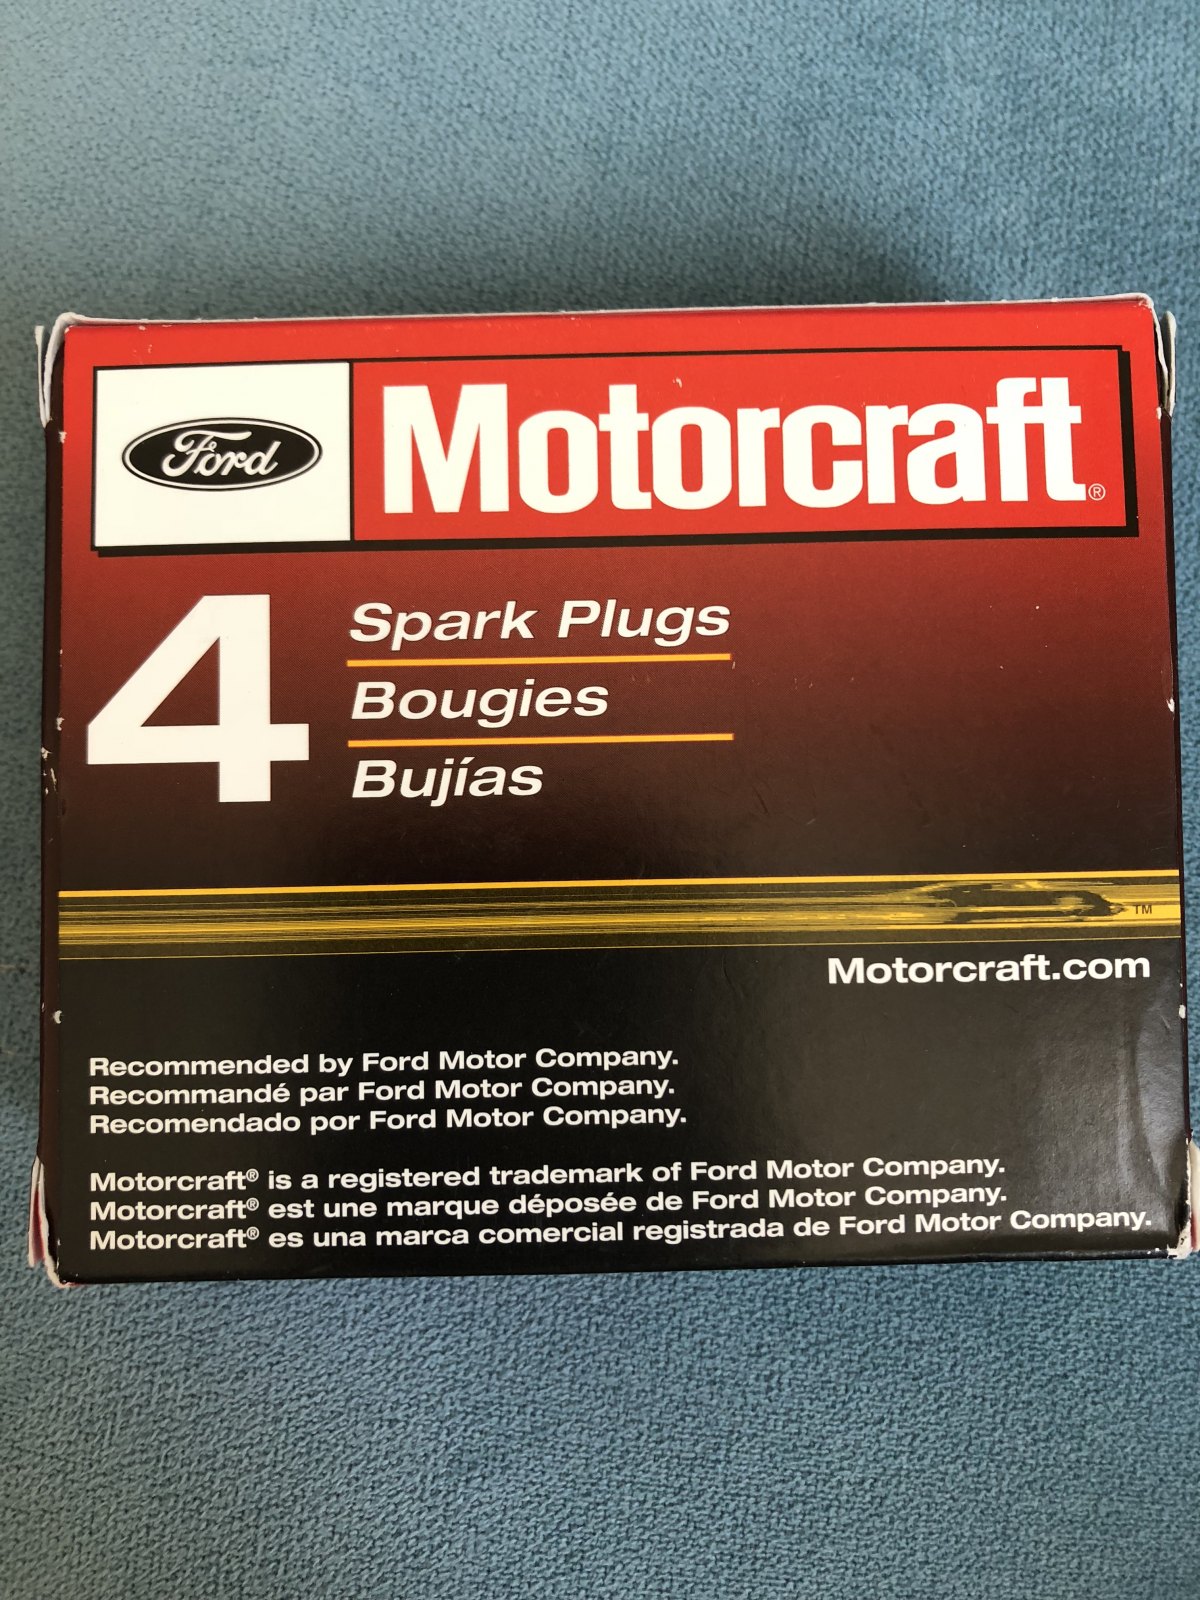 Ford Motorcraft®
4
Spark Plugs
Bougies
Bujías
TM
Motorcraft.com
Recommended by Ford Motor Company.
Recommandé par Ford Motor Company.
Recomendado por Ford Motor Company.
Motorcraft® is a registered trademark of Ford Motor Company.
Motorcraft® est une marque déposée de Ford Motor Company.
Motorcraft® es una marca comercial registrada de Ford Motor Company.